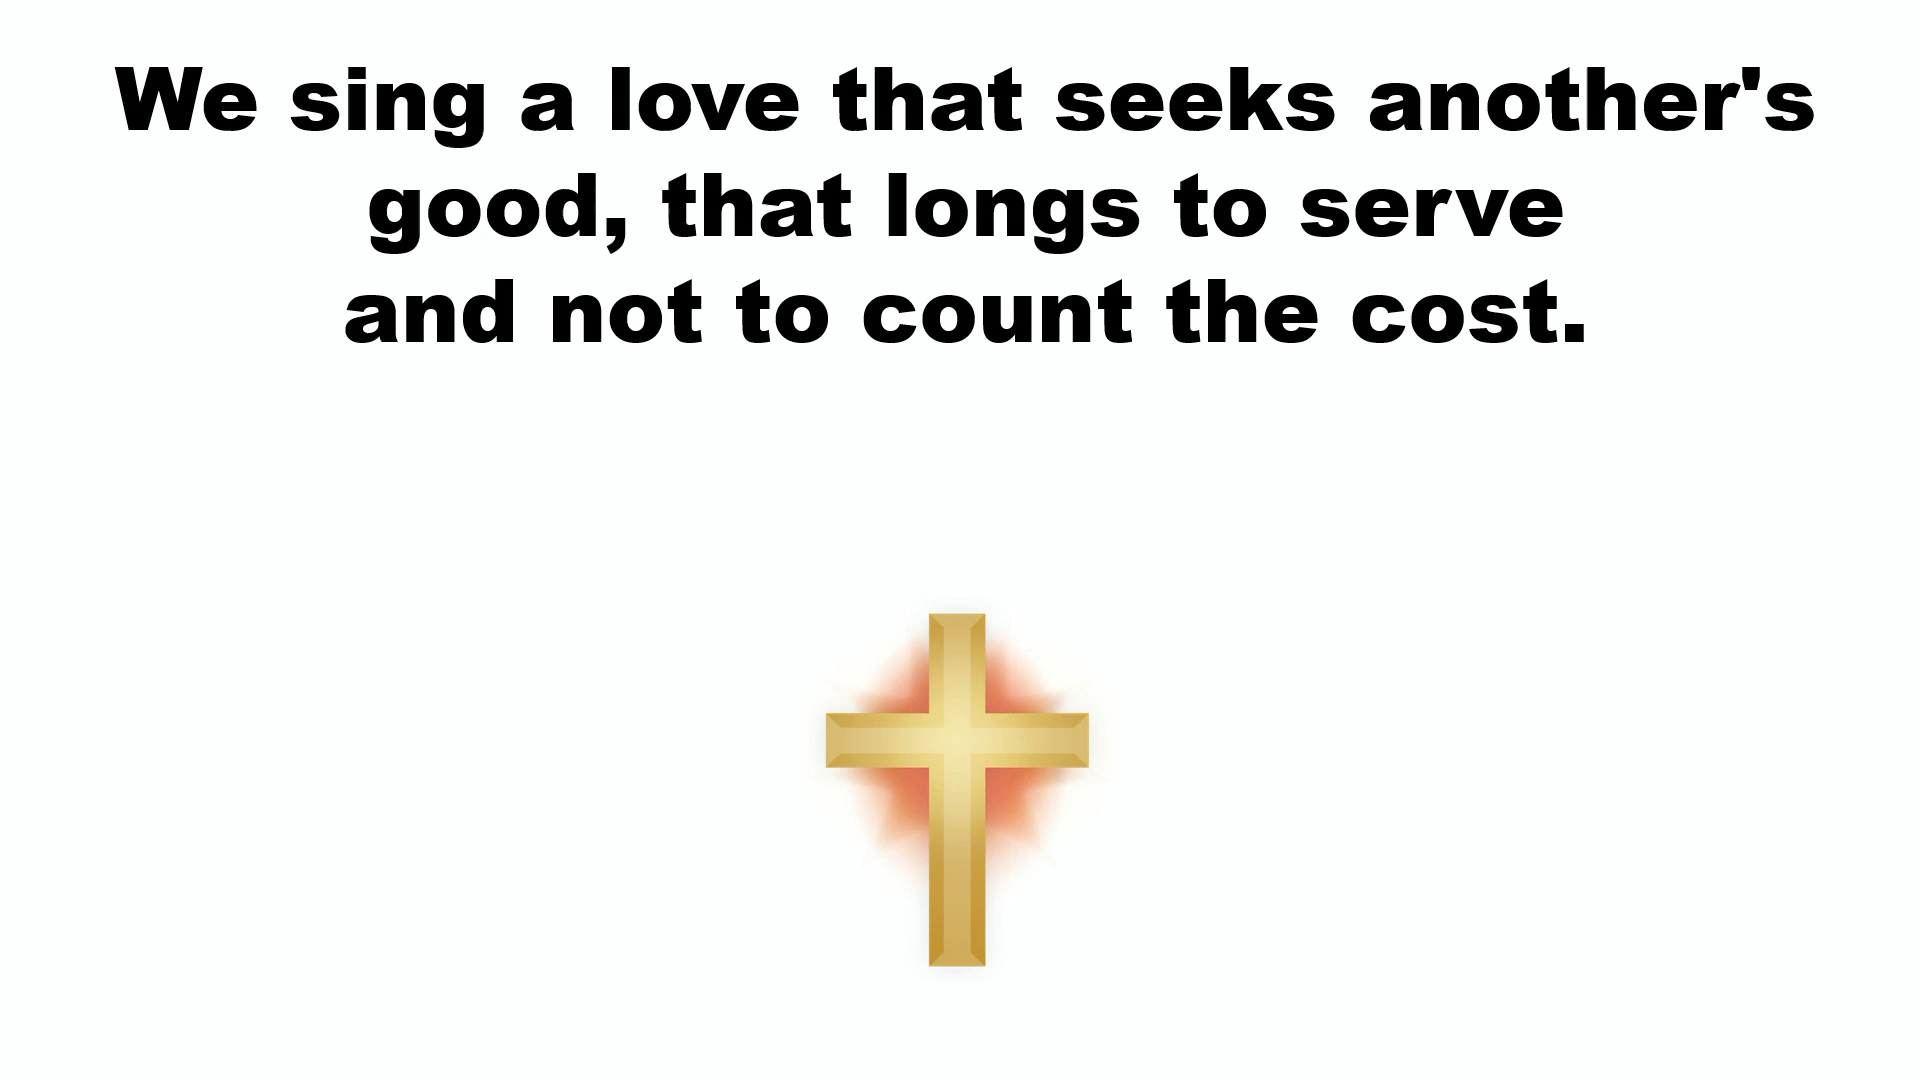 We sing a love that seeks another's
good, that longs to serve
and not to count the cost.